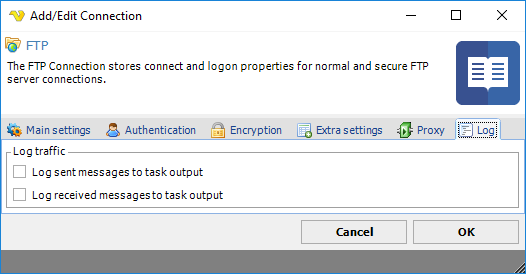 Add/Edit Connection
FTP
The FTP Connection stores connect and logon properties for normal and secure FTP
server connections.
Main settings Authentication Encryption Extra settings Proxy Log
Log traffic
Log sent messages to task output
Log received messages to task output
Cancel OK